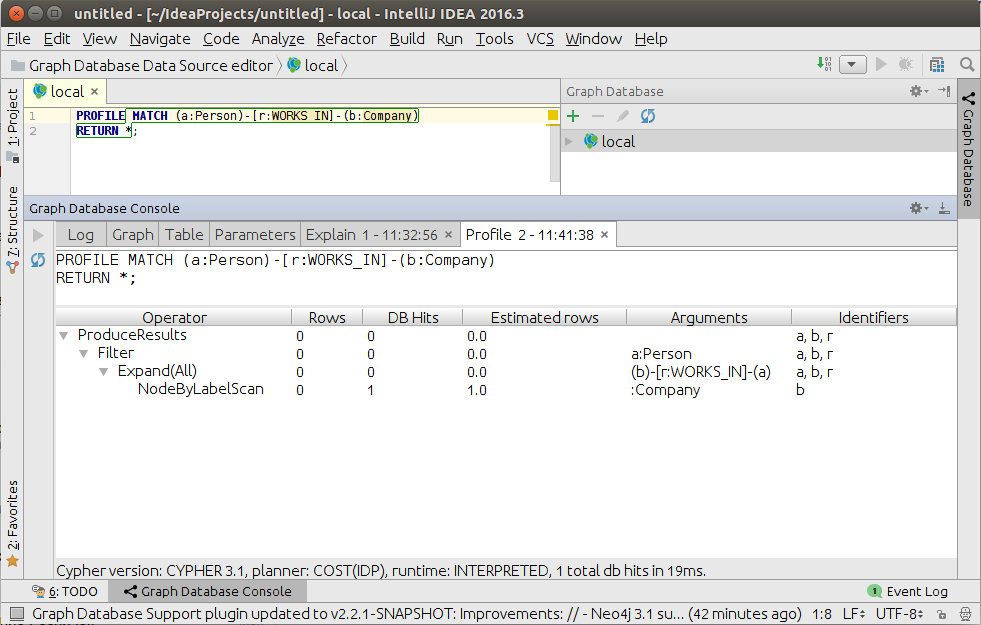 untitled - [~/IdeaProjects/untitled] - local - IntelliJ IDEA 2016.3
File Edit View Navigate Code Analyze Refactor Build Run Tools VCS Window Help
Graph Database Data Source editor local
1: Project
7: Structure
2: Favorites
local ×
1 PROFILE MATCH (a:Person)-[r:WORKS_IN]-(b:Company)
2 RETURN *;
Graph Database
local
Graph Database
Graph Database Console
Log Graph Table Parameters Explain 1 - 11:32:56 × Profile 2 - 11:41:38 ×
PROFILE MATCH (a:Person)-[r:WORKS_IN]-(b:Company)
RETURN *;
Operator Rows DB Hits Estimated rows Arguments Identifiers
ProduceResults 0 0 0.0 a, b, r
Filter 0 0 0.0 a:Person a, b, r
Expand(All) 0 0 0.0 (b)-[r:WORKS_IN]-(a) a, b, r
NodeByLabelScan 0 1 1.0 :Company b
Cypher version: CYPHER 3.1, planner: COST(IDP), runtime: INTERPRETED, 1 total db hits in 19ms.
6: TODO Graph Database Console 1 Event Log
Graph Database Support plugin updated to v2.2.1-SNAPSHOT: Improvements: // - Neo4j 3.1 su... (42 minutes ago) 1:8 LF UTF-8